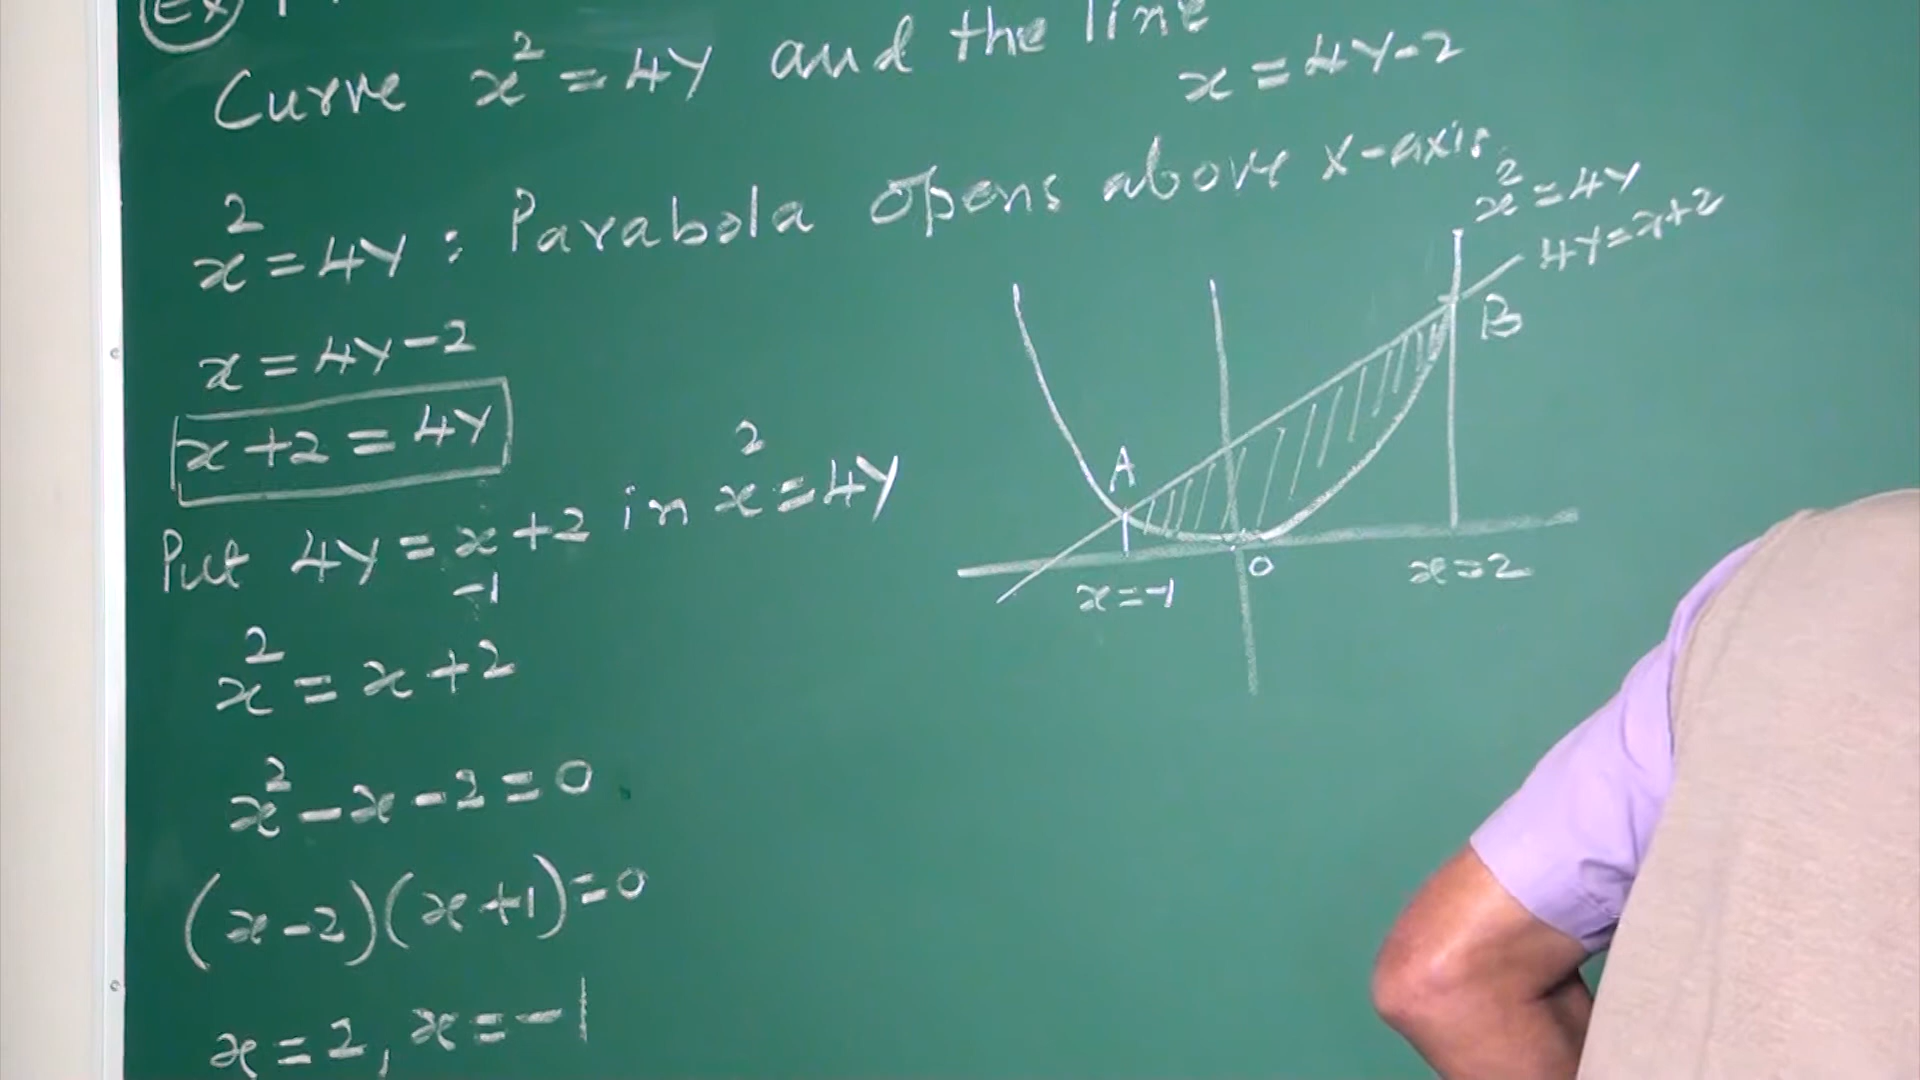 Ex
Curve x² = 4Y and the line
x = 4Y-2
x² = 4Y : Parabola opens above x-axis
x = 4Y-2
x+2 = 4Y
Put 4Y = x+2 in x² = 4Y
-1
x² = x+2
x²-x-2=0
(x-2)(x+1)=0
x=2, x=-1
x²=4Y
4Y=x+2
B
A
x=-1
0
x=2